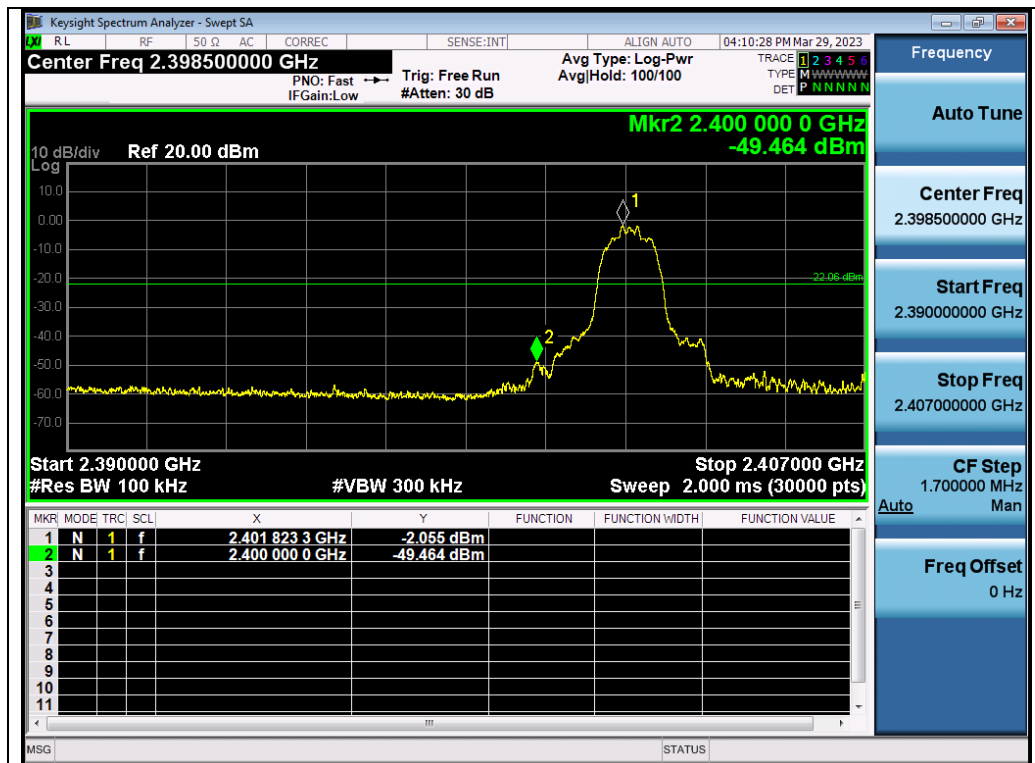 Keysight Spectrum Analyzer - Swept SA
LXI RL RF 50 Ω AC CORREC SENSE:INT ALIGN AUTO 04:10:28 PM Mar 29, 2023
Center Freq 2.398500000 GHz
PNO: Fast
IFGain:Low
Trig: Free Run
#Atten: 30 dB
Avg Type: Log-Pwr
Avg|Hold: 100/100
TRACE 1 2 3 4 5 6
TYPE M WWWWW
DET P N N N N N
Mkr2 2.400 000 0 GHz
-49.464 dBm
10 dB/div Ref 20.00 dBm
Log
10.0
0.00
-10.0
-20.0
-30.0
-40.0
-50.0
-60.0
-70.0
1
-22.06 dBm
2
Start 2.390000 GHz Stop 2.407000 GHz
#Res BW 100 kHz #VBW 300 kHz Sweep 2.000 ms (30000 pts)
MKR MODE TRC SCL X Y FUNCTION FUNCTION WIDTH FUNCTION VALUE
1 N 1 f 2.401 823 3 GHz -2.055 dBm
2 N 1 f 2.400 000 0 GHz -49.464 dBm
3
4
5
6
7
8
9
10
11
MSG STATUS
Frequency
Auto Tune
Center Freq
2.398500000 GHz
Start Freq
2.390000000 GHz
Stop Freq
2.407000000 GHz
CF Step
1.700000 MHz
Auto Man
Freq Offset
0 Hz